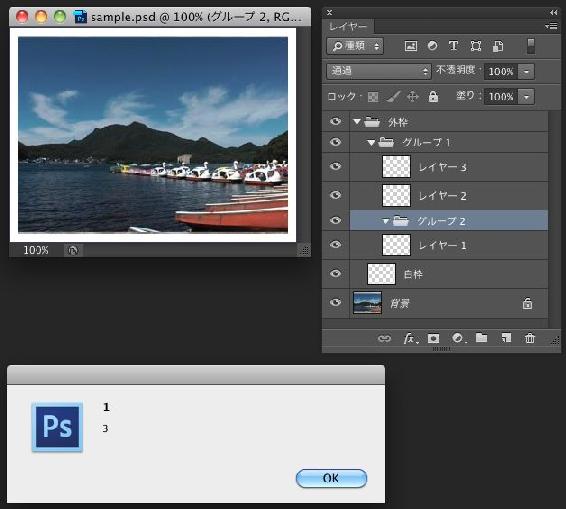 sample.psd @ 100% (グループ 2, RG...
100%
レイヤー
種類
通過
不透明度: 100%
ロック:
塗り: 100%
外枠
グループ 1
レイヤー 3
レイヤー 2
グループ 2
レイヤー 1
白枠
背景
fx
Ps
1
3
OK